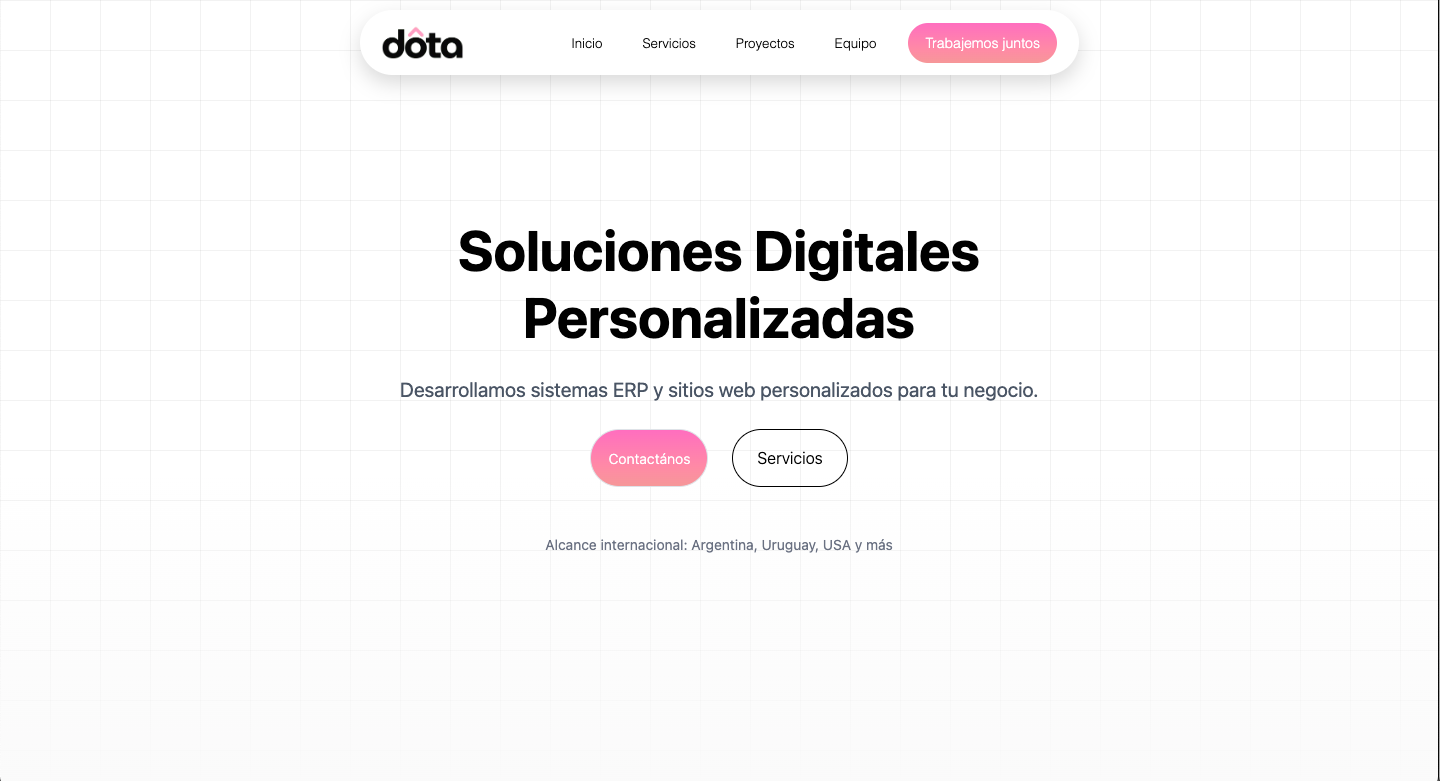 dôta
Inicio
Servicios
Proyectos
Equipo
Trabajemos juntos
Soluciones Digitales
Personalizadas
Desarrollamos sistemas ERP y sitios web personalizados para tu negocio.
Contactános
Servicios
Alcance internacional: Argentina, Uruguay, USA y más